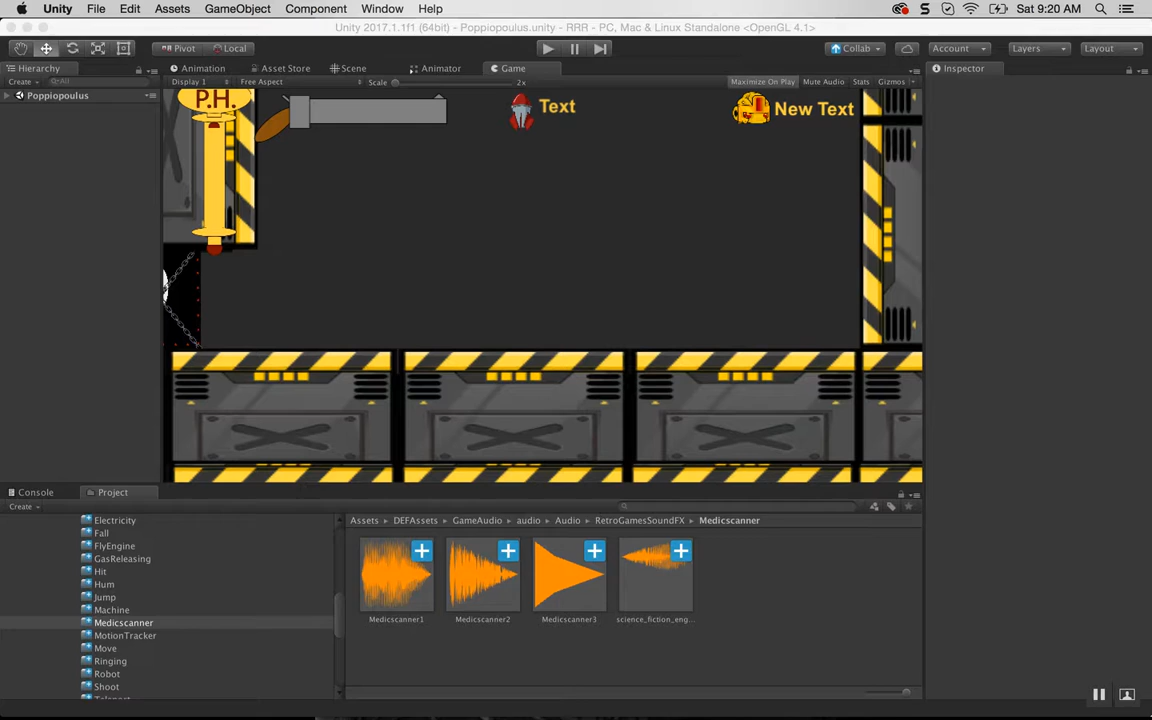 Unity File Edit Assets GameObject Component Window Help Sat 9:20 AM
Unity 2017.1.1f1 (64bit) - Poppiopoulus.unity - RRR - PC, Mac & Linux Standalone <OpenGL 4.1>
Pivot Local Collab Account Layers Layout
Hierarchy Animation Asset Store Scene Animator Game Inspector
Create All Display 1 Free Aspect Scale 2x Maximize On Play Mute Audio Stats Gizmos
Poppiopoulus
P.H.
Text
New Text
Console Project
Create
Electricity
Fall
FlyEngine
GasReleasing
Hit
Hum
Jump
Machine
Medicscanner
MotionTracker
Move
Ringing
Robot
Shoot
Assets DEFAssets GameAudio audio Audio RetroGamesSoundFX Medicscanner
Medicscanner1 Medicscanner2 Medicscanner3 science_fiction_eng...